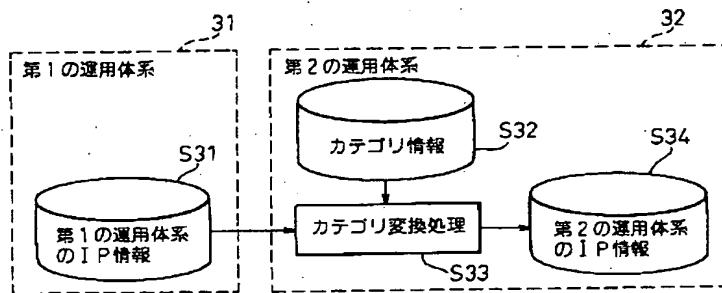 31
32
第1の運用体系
第2の運用体系
カテゴリ情報
S32
S31
S34
第1の運用体系
のIP情報
カテゴリ変換処理
第2の運用体系
のIP情報
S33